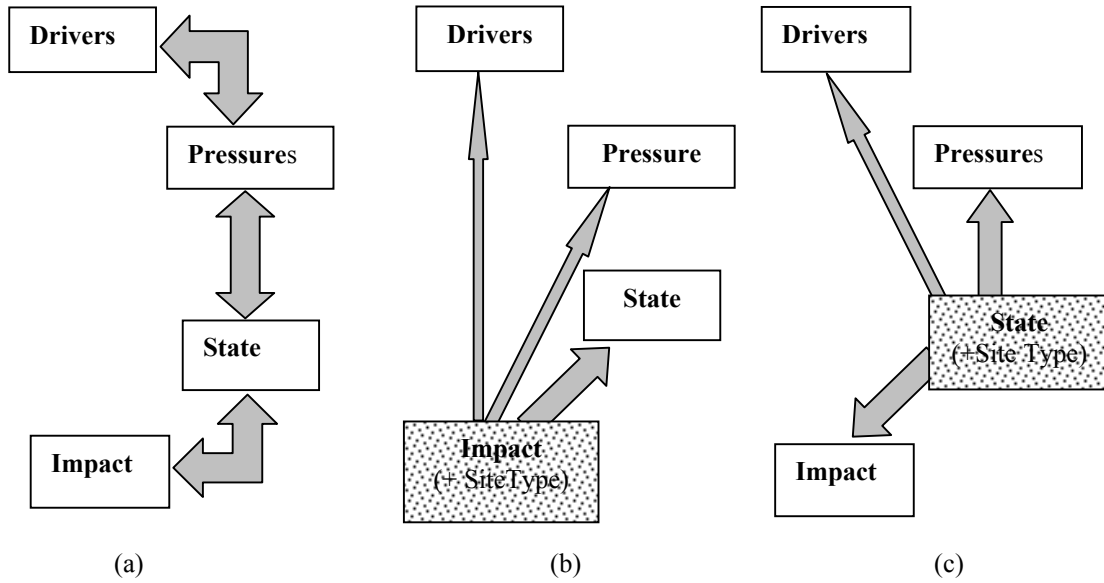 Drivers
Pressures
State
Impact
(a)
Drivers
Pressure
State
Impact
(+ SiteType)
(b)
Drivers
Pressures
State
(+Site Type)
Impact
(c)